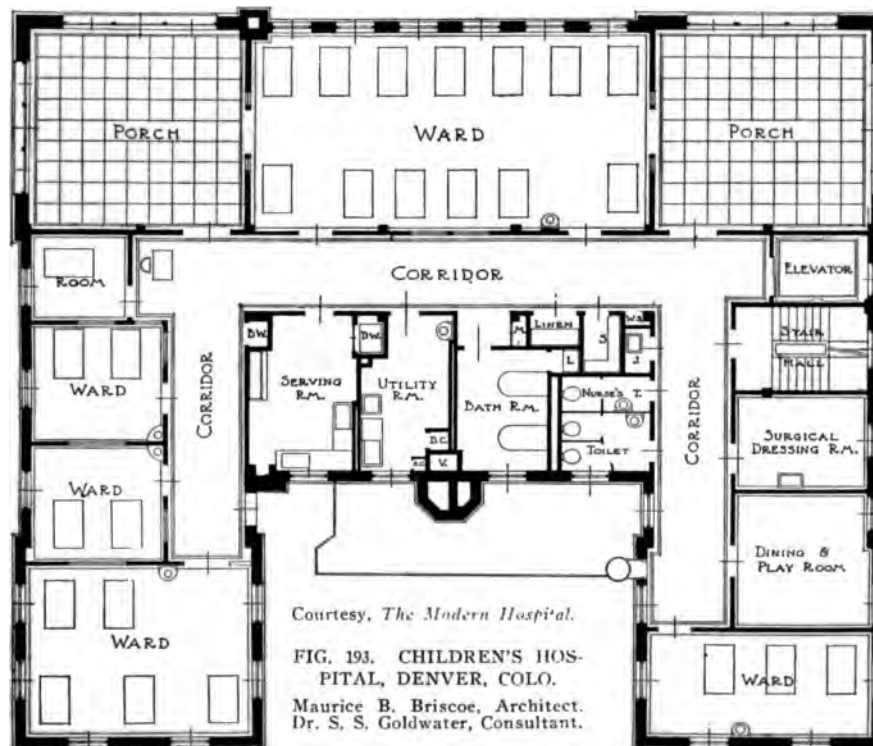 PORCH
WARD
PORCH
CORRIDOR
ELEVATOR
ROOM
STAIR
HALL
WARD
CORRIDOR
D.W.
SERVING
RM.
D.W.
UTILITY
RM.
D.C.
V.
M.
LINEN
L.
S.
BATH RM.
W.S.
J.
NURSE'S T.
TOILET
CORRIDOR
SURGICAL
DRESSING RM.
WARD
DINING &
PLAY ROOM
WARD
WARD
Courtesy, The Modern Hospital.
FIG. 193. CHILDREN'S HOS-
PITAL, DENVER, COLO.
Maurice B. Briscoe, Architect.
Dr. S. S. Goldwater, Consultant.